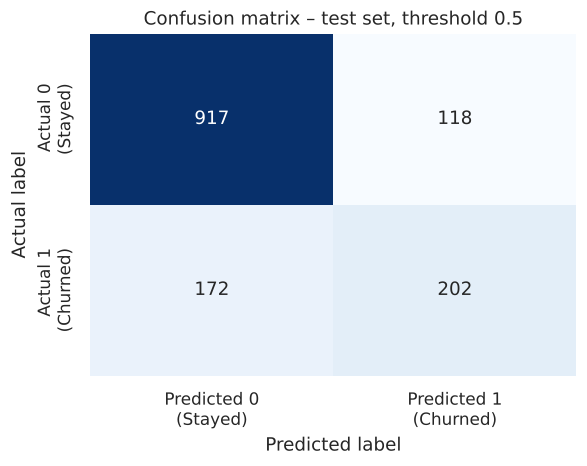 Confusion matrix – test set, threshold 0.5
Actual label
Actual 0
(Stayed)
917
118
Actual 1
(Churned)
172
202
Predicted 0
(Stayed)
Predicted 1
(Churned)
Predicted label